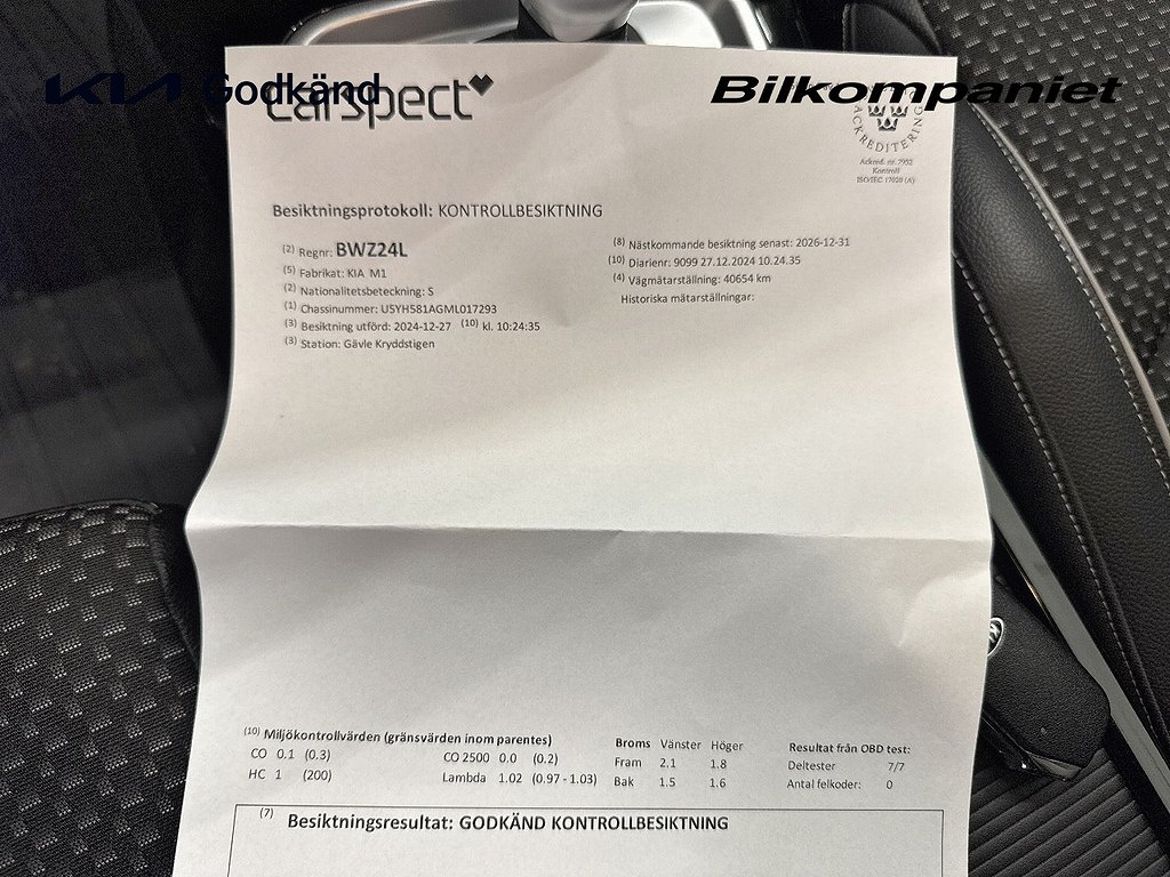 KIA Godkänd
Bilkompaniet
carspect
ACKREDITERING
Ackred. nr. 7952
Kontroll
ISO/IEC 17020 (A)
Besiktningsprotokoll: KONTROLLBESIKTNING
(2) Regnr: BWZ24L
(5) Fabrikat: KIA M1
(2) Nationalitetsbeteckning: S
(1) Chassinummer: U5YH581AGML017293
(3) Besiktning utförd: 2024-12-27 (10) kl. 10:24:35
(3) Station: Gävle Kryddstigen
(8) Nästkommande besiktning senast: 2026-12-31
(10) Diarienr: 9099 27.12.2024 10.24.35
(4) Vägmätarställning: 40654 km
Historiska mätarställningar:
(10) Miljökontrollvärden (gränsvärden inom parentes)
CO 0.1 (0.3) CO 2500 0.0 (0.2)
HC 1 (200) Lambda 1.02 (0.97 - 1.03)
Broms Vänster Höger
Fram 2.1 1.8
Bak 1.5 1.6
Resultat från OBD test:
Deltester 7/7
Antal felkoder: 0
(7) Besiktningsresultat: GODKÄND KONTROLLBESIKTNING